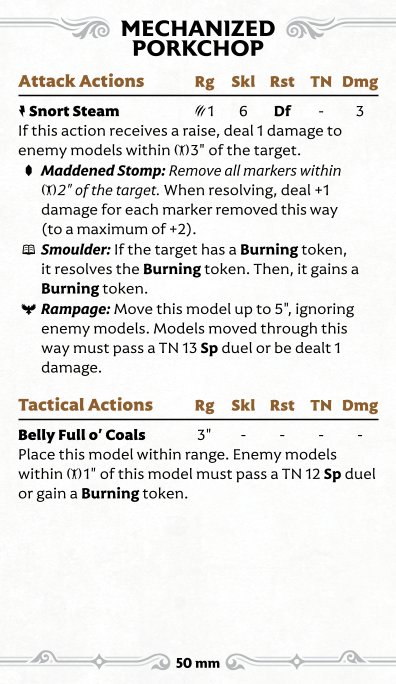 MECHANIZED
PORKCHOP
Attack Actions Rg Skl Rst TN Dmg
Snort Steam 1 6 Df - 3
If this action receives a raise, deal 1 damage to
enemy models within 3" of the target.
Maddened Stomp: Remove all markers within
2" of the target. When resolving, deal +1
damage for each marker removed this way
(to a maximum of +2).
Smoulder: If the target has a Burning token,
it resolves the Burning token. Then, it gains a
Burning token.
Rampage: Move this model up to 5", ignoring
enemy models. Models moved through this
way must pass a TN 13 Sp duel or be dealt 1
damage.
Tactical Actions Rg Skl Rst TN Dmg
Belly Full o' Coals 3" - - - -
Place this model within range. Enemy models
within 1" of this model must pass a TN 12 Sp duel
or gain a Burning token.
50 mm